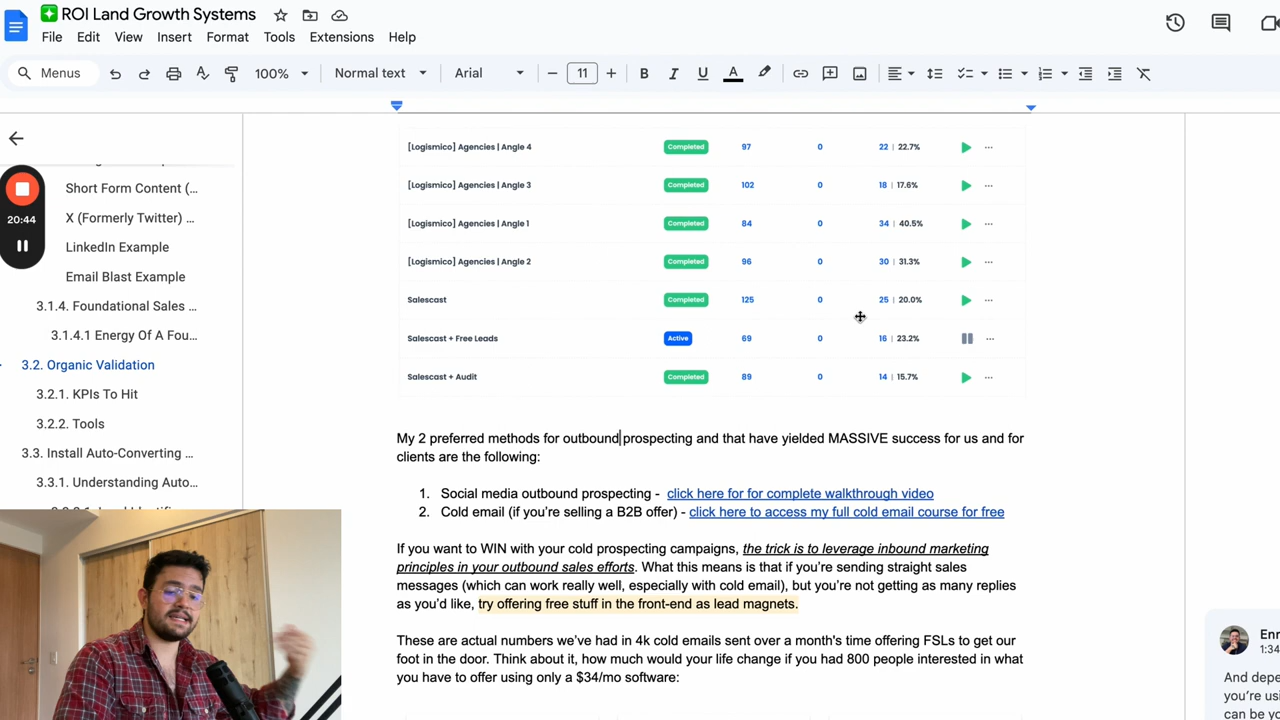 ROI Land Growth Systems
File Edit View Insert Format Tools Extensions Help
Menus 100% Normal text Arial 11 B I U A
20:44
Short Form Content (...
X (Formerly Twitter) ...
LinkedIn Example
Email Blast Example
3.1.4. Foundational Sales ...
3.1.4.1 Energy Of A Fou...
3.2. Organic Validation
3.2.1. KPIs To Hit
3.2.2. Tools
3.3. Install Auto-Converting ...
3.3.1. Understanding Auto...
[Logismico] Agencies | Angle 4 Completed 97 0 22 | 22.7%
[Logismico] Agencies | Angle 3 Completed 102 0 18 | 17.6%
[Logismico] Agencies | Angle 1 Completed 84 0 34 | 40.5%
[Logismico] Agencies | Angle 2 Completed 96 0 30 | 31.3%
Salescast Completed 125 0 25 | 20.0%
Salescast + Free Leads Active 69 0 16 | 23.2%
Salescast + Audit Completed 89 0 14 | 15.7%
My 2 preferred methods for outbound prospecting and that have yielded MASSIVE success for us and for
clients are the following:
1. Social media outbound prospecting - click here for for complete walkthrough video
2. Cold email (if you're selling a B2B offer) - click here to access my full cold email course for free
If you want to WIN with your cold prospecting campaigns, the trick is to leverage inbound marketing
principles in your outbound sales efforts. What this means is that if you're sending straight sales
messages (which can work really well, especially with cold email), but you're not getting as many replies
as you'd like, try offering free stuff in the front-end as lead magnets.
These are actual numbers we've had in 4k cold emails sent over a month's time offering FSLs to get our
foot in the door. Think about it, how much would your life change if you had 800 people interested in what
you have to offer using only a $34/mo software:
Enr
1:34
And depe
you're usi
can be yo